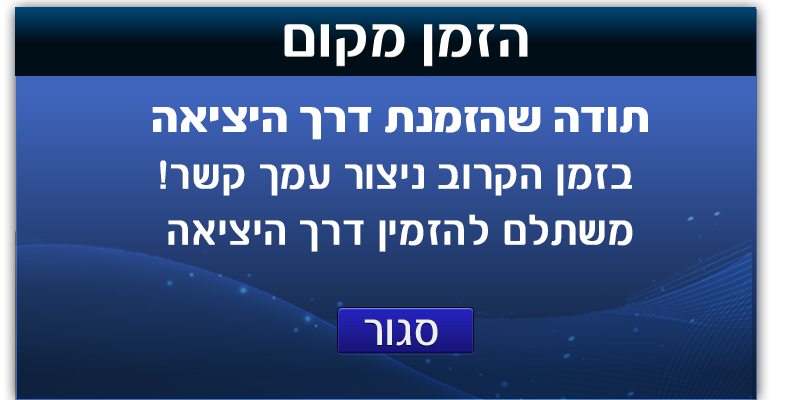 הזמן מקום
תודה שהזמנת דרך היציאה
בזמן הקרוב ניצור עמך קשר!
משתלם להזמין דרך היציאה
סגור